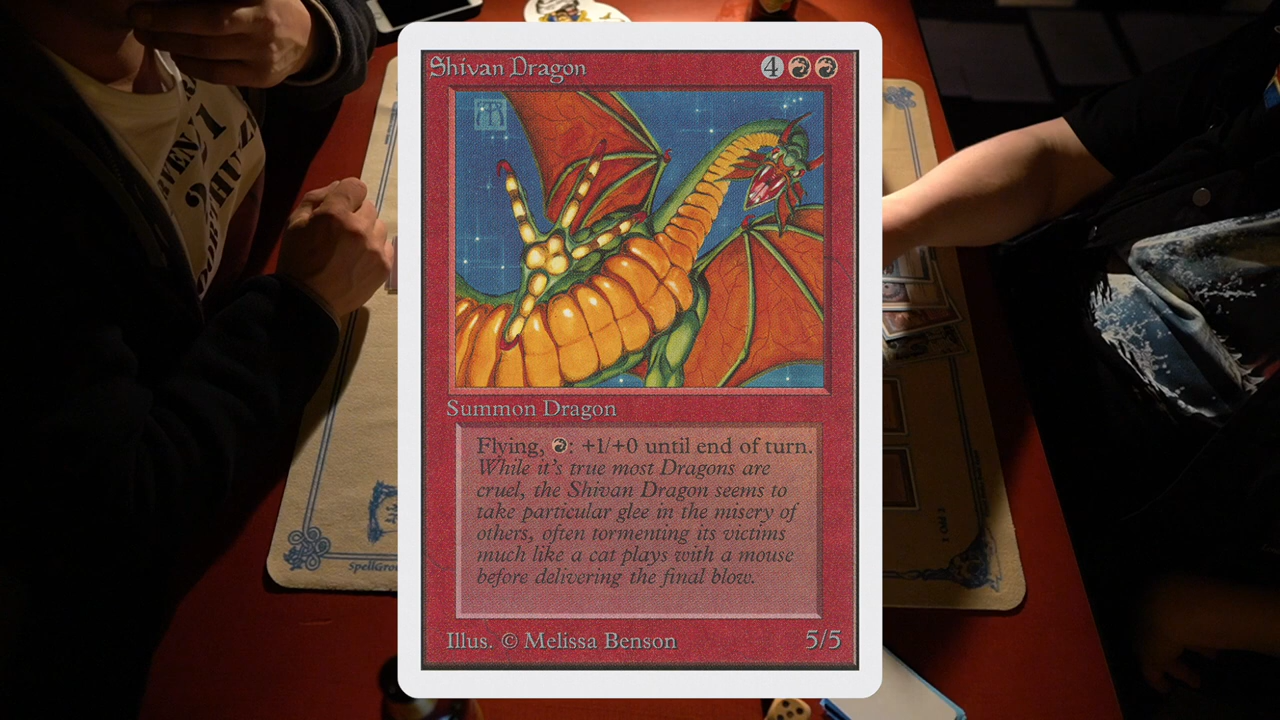 Shivan Dragon 4
Summon Dragon
Flying, : +1/+0 until end of turn.
While it's true most Dragons are
cruel, the Shivan Dragon seems to
take particular glee in the misery of
others, often tormenting its victims
much like a cat plays with a mouse
before delivering the final blow.
Illus. © Melissa Benson 5/5